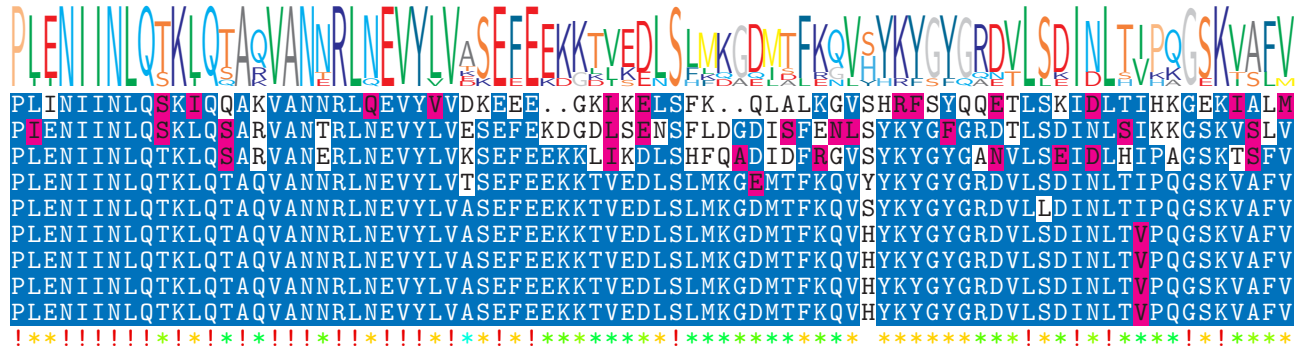 PLENIINLQTKLQTAQVANNRLNEVYLVASEFEEKKTVEDLSLMKGDMTFKQVSYKYGYGRDVLSDINLTIPQGSKVAFV
PLINIINLQSKIQQAKVANNRLQEVYVVDKEEE..GKLKELSFK..QLALKGVSHRFSYQQETLSKIDLTIHKGEKIALM
PIENIINLQSKLQSARVANTRLNEVYLVESEFEKDGDLSENSFLDGDISFENLSYKYGFGRDTLSDINLSIKKGSKVSLV
PLENIINLQTKLQSARVANERLNEVYLVKSEFEEKKLIKDLSHFQADIDFRGVSYKYGYGANVLSEIDLHIPAGSKTSFV
PLENIINLQTKLQTAQVANNRLNEVYLVTSEFEEKKTVEDLSLMKGEMTFKQVYYKYGYGRDVLSDINLTIPQGSKVAFV
PLENIINLQTKLQTAQVANNRLNEVYLVASEFEEKKTVEDLSLMKGDMTFKQVSYKYGYGRDVLLDINLTIPQGSKVAFV
PLENIINLQTKLQTAQVANNRLNEVYLVASEFEEKKTVEDLSLMKGDMTFKQVHYKYGYGRDVLSDINLTVPQGSKVAFV
PLENIINLQTKLQTAQVANNRLNEVYLVASEFEEKKTVEDLSLMKGDMTFKQVHYKYGYGRDVLSDINLTVPQGSKVAFV
PLENIINLQTKLQTAQVANNRLNEVYLVASEFEEKKTVEDLSLMKGDMTFKQVHYKYGYGRDVLSDINLTVPQGSKVAFV
PLENIINLQTKLQTAQVANNRLNEVYLVASEFEEKKTVEDLSLMKGDMTFKQVHYKYGYGRDVLSDINLTVPQGSKVAFV
!**!!!!!!*!*!*!*!!!*!!*!!!*!**!*!********!*********** *********!**!*!****!*!****